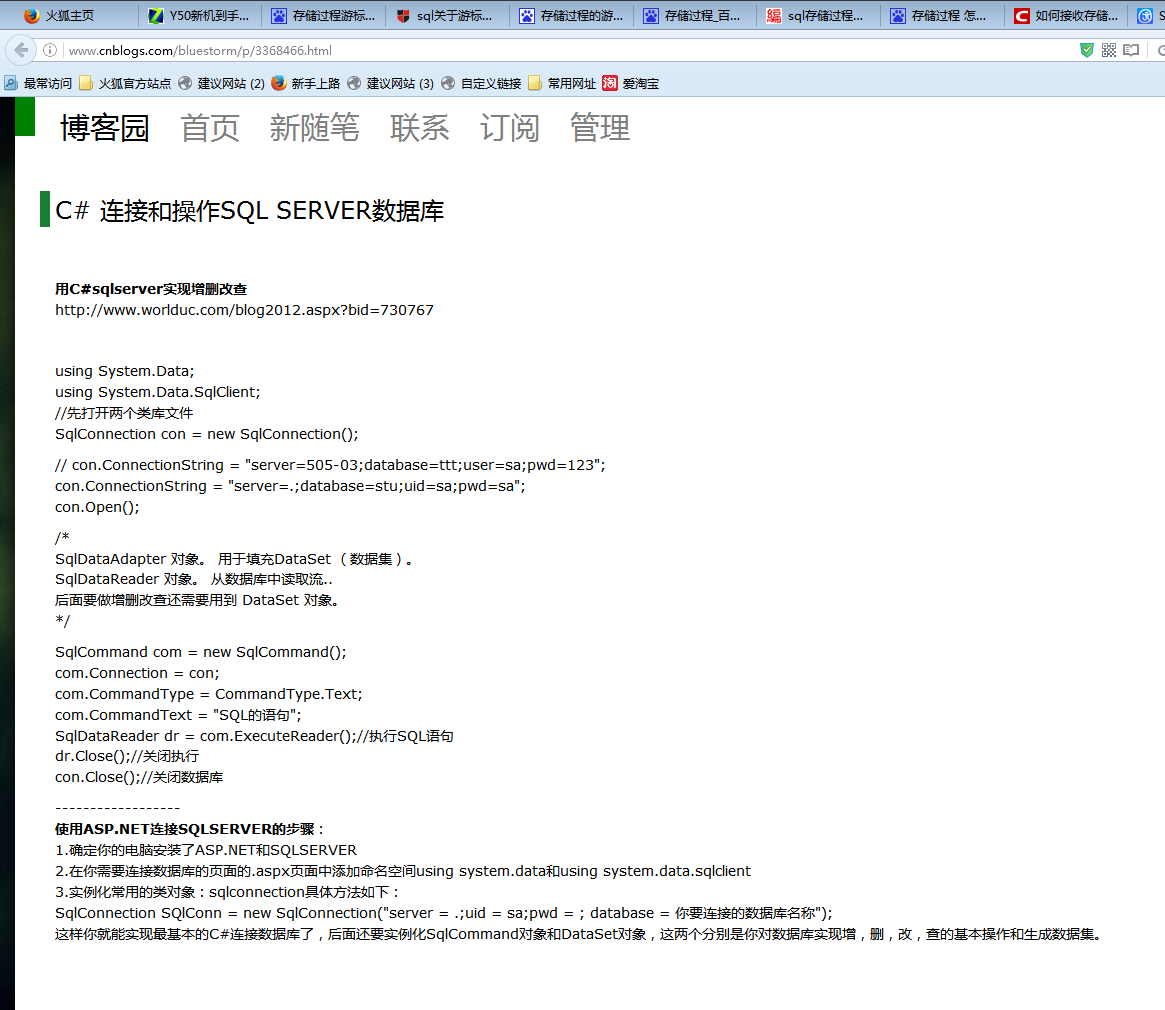 火狐主页
Y50新机到手...
存储过程游标...
sql关于游标...
存储过程的游...
存储过程_百...
sql存储过程...
存储过程 怎...
如何接收存储...
www.cnblogs.com/bluestorm/p/3368466.html
最常访问 火狐官方站点 建议网站 (2) 新手上路 建议网站 (3) 自定义链接 常用网址 爱淘宝
博客园 首页 新随笔 联系 订阅 管理
C# 连接和操作SQL SERVER数据库
用C#sqlserver实现增删改查
http://www.worlduc.com/blog2012.aspx?bid=730767
using System.Data;
using System.Data.SqlClient;
//先打开两个类库文件
SqlConnection con = new SqlConnection();
// con.ConnectionString = "server=505-03;database=ttt;user=sa;pwd=123";
con.ConnectionString = "server=.;database=stu;uid=sa;pwd=sa";
con.Open();
/*
SqlDataAdapter 对象。 用于填充DataSet （数据集）。
SqlDataReader 对象。 从数据库中读取流..
后面要做增删改查还需要用到 DataSet 对象。
*/
SqlCommand com = new SqlCommand();
com.Connection = con;
com.CommandType = CommandType.Text;
com.CommandText = "SQL的语句";
SqlDataReader dr = com.ExecuteReader();//执行SQL语句
dr.Close();//关闭执行
con.Close();//关闭数据库
------------------
使用ASP.NET连接SQLSERVER的步骤：
1.确定你的电脑安装了ASP.NET和SQLSERVER
2.在你需要连接数据库的页面的.aspx页面中添加命名空间using system.data和using system.data.sqlclient
3.实例化常用的类对象：sqlconnection具体方法如下：
SqlConnection SQlConn = new SqlConnection("server = .;uid = sa;pwd = ; database = 你要连接的数据库名称");
这样你就能实现最基本的C#连接数据库了，后面还要实例化SqlCommand对象和DataSet对象，这两个分别是你对数据库实现增，删，改，查的基本操作和生成数据集。